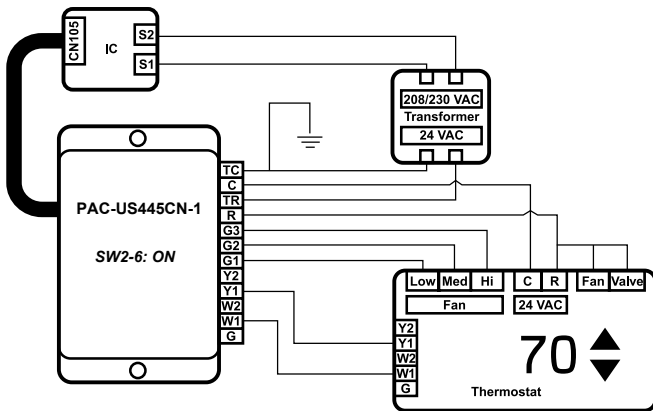 CN105
IC
S2
S1
208/230 VAC
Transformer
24 VAC
PAC-US445CN-1
SW2-6: ON
TC
C
TR
R
G3
G2
G1
Y2
Y1
W2
W1
G
Low Med Hi C R Fan Valve
Fan 24 VAC
Y2
Y1
W2
W1
G
70
Thermostat